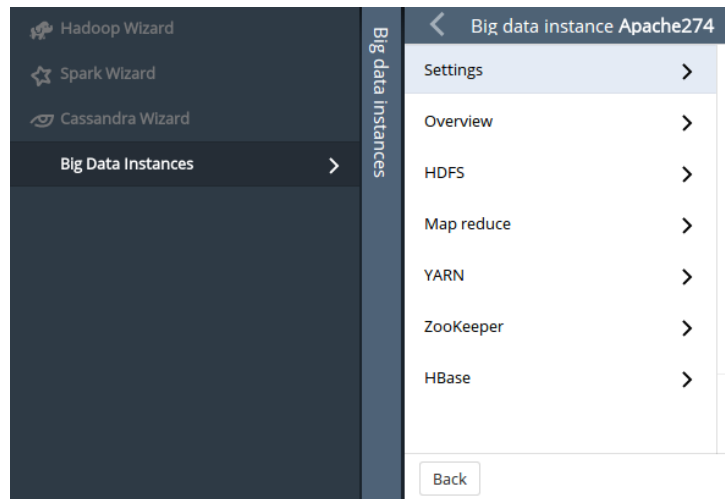 Hadoop Wizard
Spark Wizard
Cassandra Wizard
Big Data Instances
Big data instances
Big data instance Apache274
Settings
Overview
HDFS
Map reduce
YARN
ZooKeeper
HBase
Back